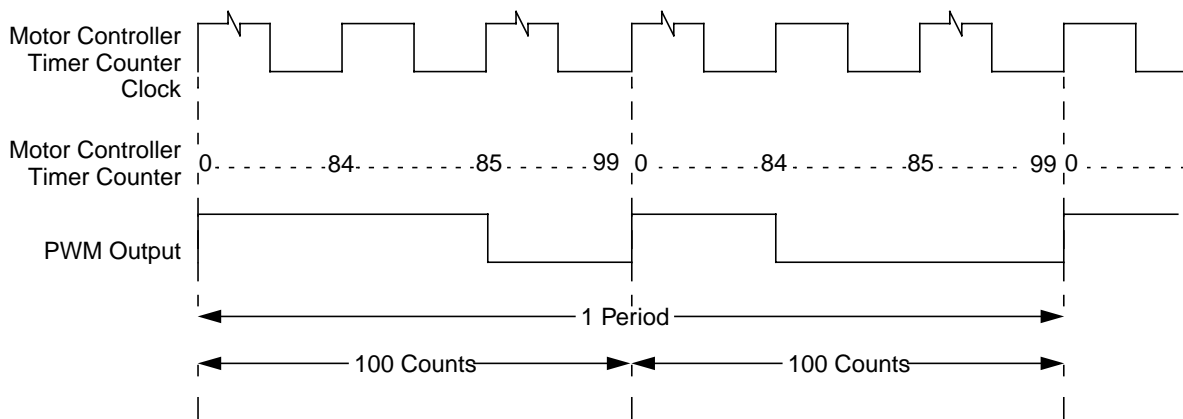 Motor Controller
Timer Counter
Clock
Motor Controller
Timer Counter
0 84 85 99 0 84 85 99 0
PWM Output
1 Period
100 Counts 100 Counts